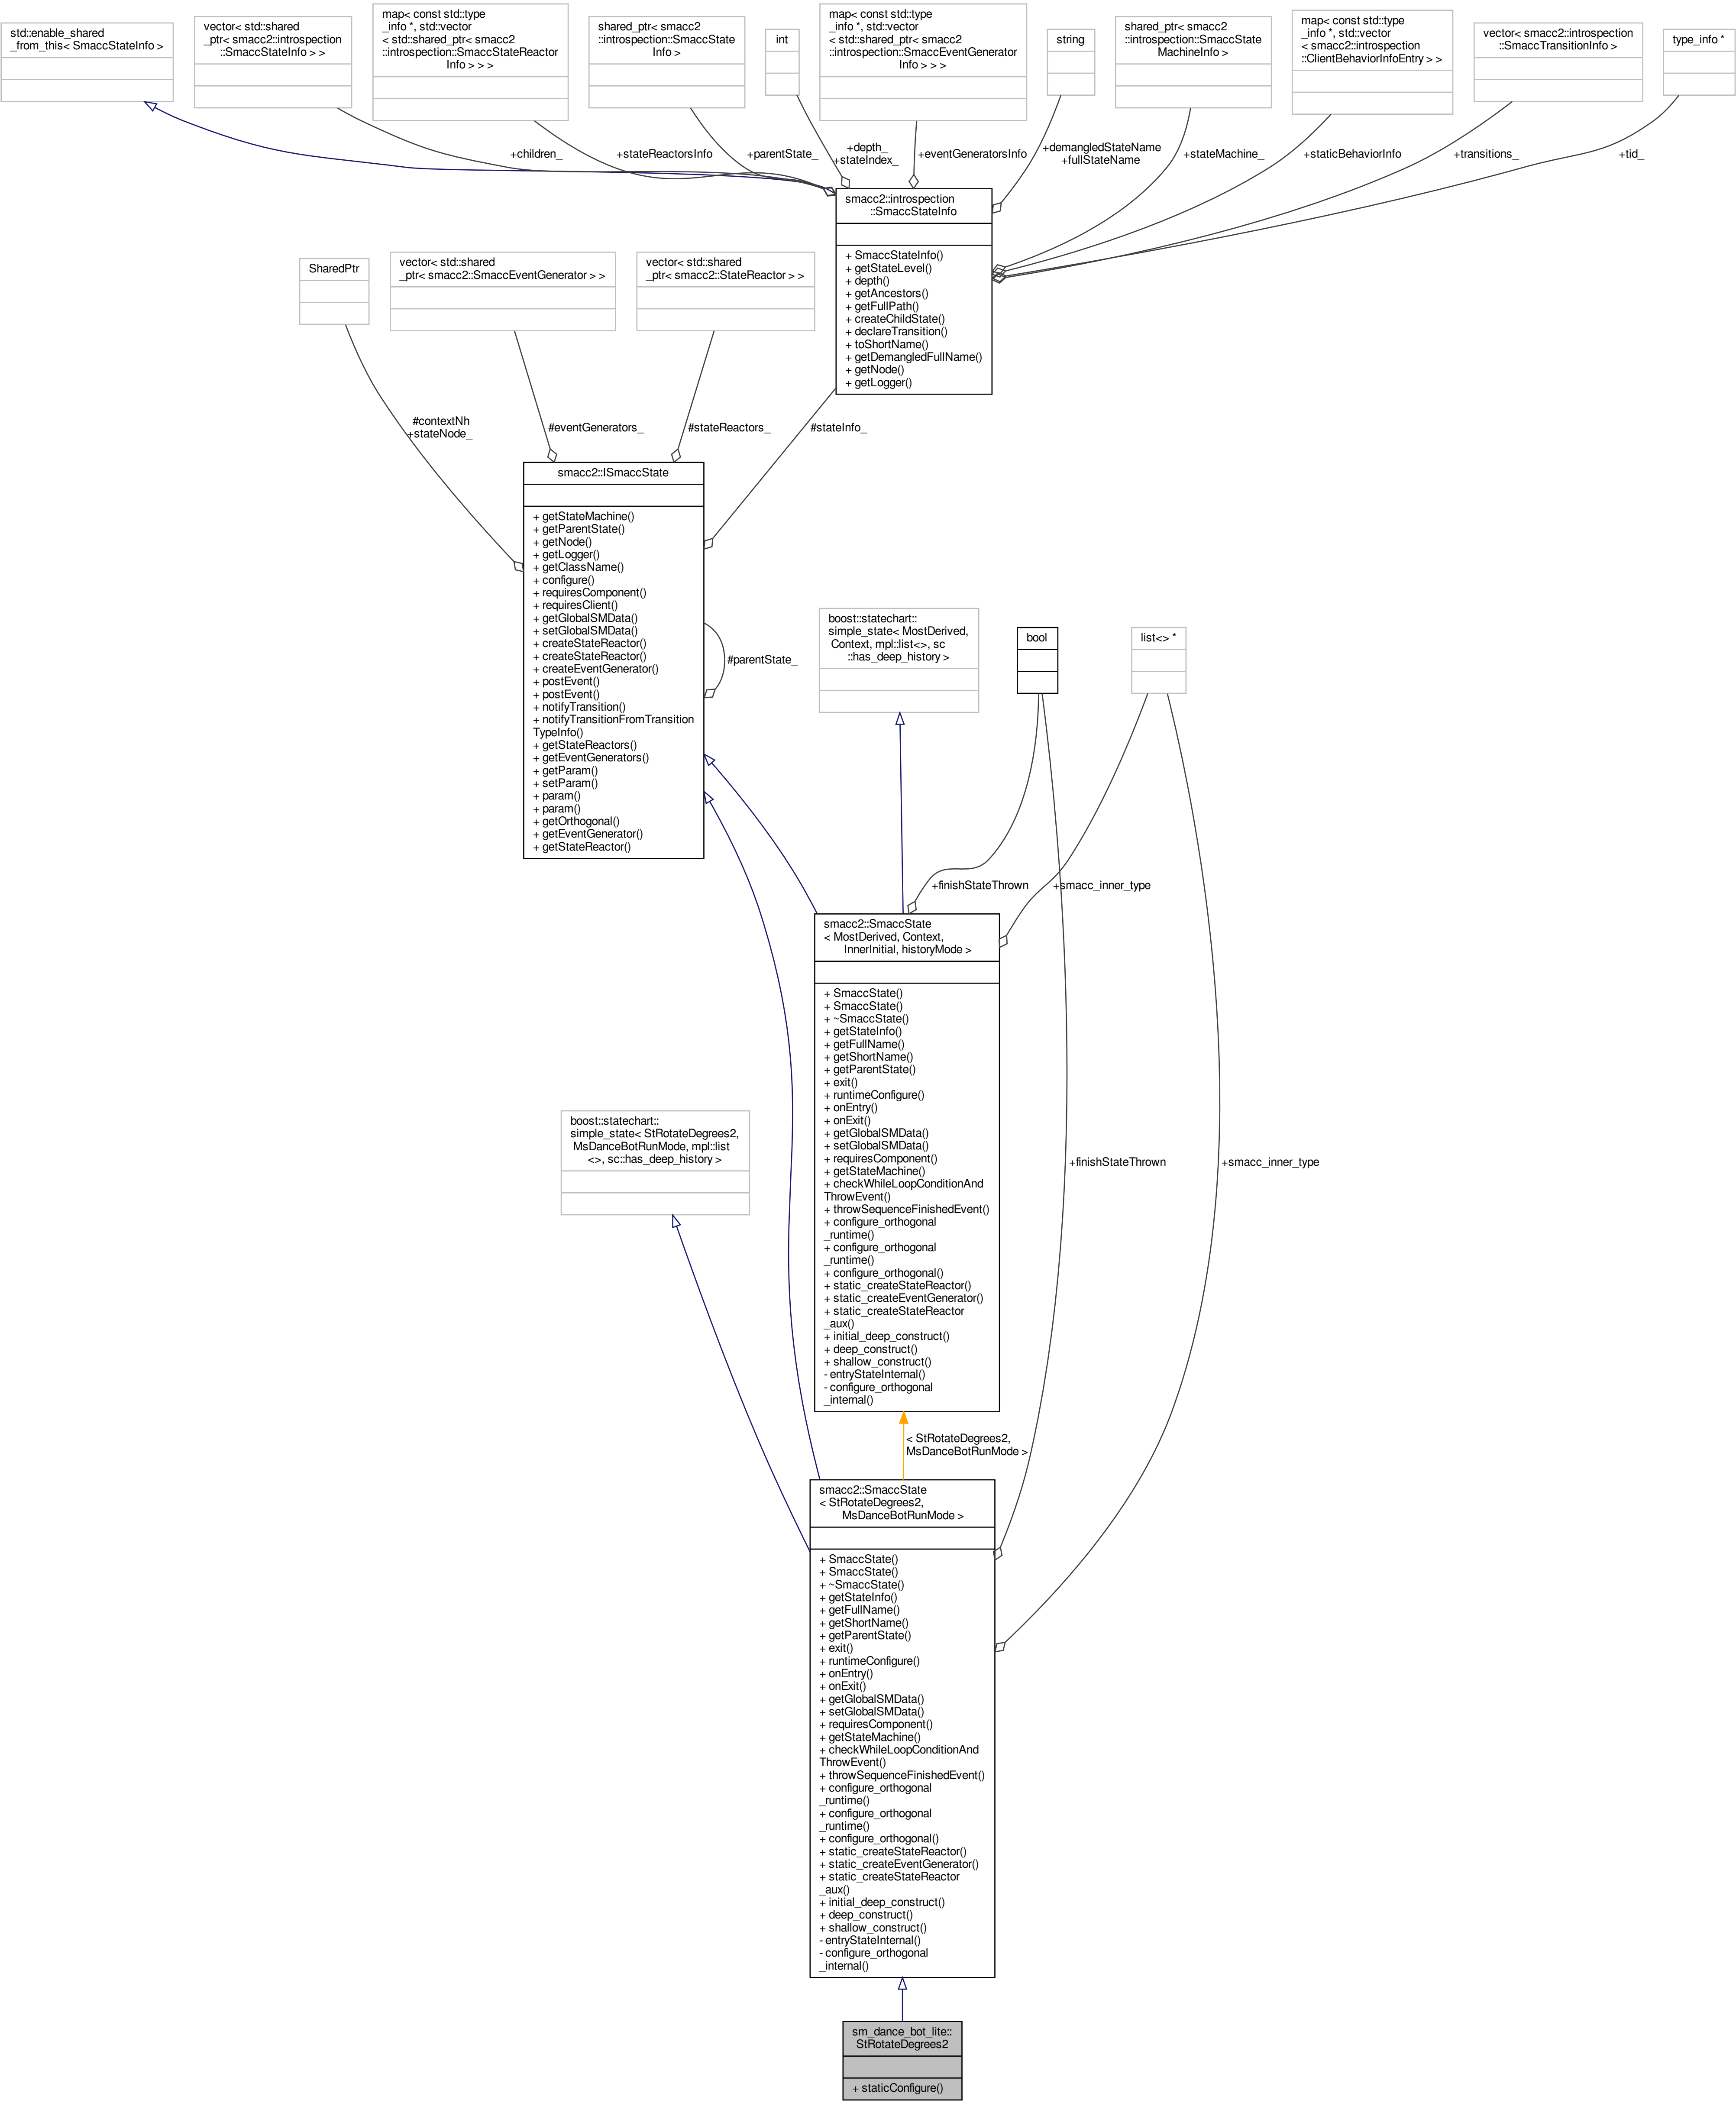 std::enable_shared
_from_this< SmaccStateInfo >
vector< std::shared
_ptr< smacc2::introspection
::SmaccStateInfo > >
map< const std::type
_info *, std::vector
< std::shared_ptr< smacc2
::introspection::SmaccStateReactor
Info > > >
shared_ptr< smacc2
::introspection::SmaccState
Info >
int
map< const std::type
_info *, std::vector
< std::shared_ptr< smacc2
::introspection::SmaccEventGenerator
Info > > >
string
shared_ptr< smacc2
::introspection::SmaccState
MachineInfo >
map< const std::type
_info *, std::vector
< smacc2::introspection
::ClientBehaviorInfoEntry > >
vector< smacc2::introspection
::SmaccTransitionInfo >
type_info *
+children_
+stateReactorsInfo
+parentState_
+depth_
+stateIndex_
+eventGeneratorsInfo
+demangledStateName
+fullStateName
+stateMachine_
+staticBehaviorInfo
+transitions_
+tid_
smacc2::introspection
::SmaccStateInfo
+ SmaccStateInfo()
+ getStateLevel()
+ depth()
+ getAncestors()
+ getFullPath()
+ createChildState()
+ declareTransition()
+ toShortName()
+ getDemangledFullName()
+ getNode()
+ getLogger()
SharedPtr
vector< std::shared
_ptr< smacc2::SmaccEventGenerator > >
vector< std::shared
_ptr< smacc2::StateReactor > >
#contextNh
+stateNode_
#eventGenerators_
#stateReactors_
#stateInfo_
smacc2::ISmaccState
+ getStateMachine()
+ getParentState()
+ getNode()
+ getLogger()
+ getClassName()
+ configure()
+ requiresComponent()
+ requiresClient()
+ getGlobalSMData()
+ setGlobalSMData()
+ createStateReactor()
+ createStateReactor()
+ createEventGenerator()
+ postEvent()
+ postEvent()
+ notifyTransition()
+ notifyTransitionFromTransition
TypeInfo()
+ getStateReactors()
+ getEventGenerators()
+ getParam()
+ setParam()
+ param()
+ param()
+ getOrthogonal()
+ getEventGenerator()
+ getStateReactor()
#parentState_
boost::statechart::
simple_state< MostDerived,
Context, mpl::list<>, sc
::has_deep_history >
bool
list<> *
+finishStateThrown
+smacc_inner_type
smacc2::SmaccState
< MostDerived, Context,
InnerInitial, historyMode >
+ SmaccState()
+ SmaccState()
+ ~SmaccState()
+ getStateInfo()
+ getFullName()
+ getShortName()
+ getParentState()
+ exit()
+ runtimeConfigure()
+ onEntry()
+ onExit()
+ getGlobalSMData()
+ setGlobalSMData()
+ requiresComponent()
+ getStateMachine()
+ checkWhileLoopConditionAnd
ThrowEvent()
+ throwSequenceFinishedEvent()
+ configure_orthogonal
_runtime()
+ configure_orthogonal
_runtime()
+ configure_orthogonal()
+ static_createStateReactor()
+ static_createEventGenerator()
+ static_createStateReactor
_aux()
+ initial_deep_construct()
+ deep_construct()
+ shallow_construct()
- entryStateInternal()
- configure_orthogonal
_internal()
boost::statechart::
simple_state< StRotateDegrees2,
MsDanceBotRunMode, mpl::list
<>, sc::has_deep_history >
+finishStateThrown
+smacc_inner_type
< StRotateDegrees2,
MsDanceBotRunMode >
smacc2::SmaccState
< StRotateDegrees2,
MsDanceBotRunMode >
+ SmaccState()
+ SmaccState()
+ ~SmaccState()
+ getStateInfo()
+ getFullName()
+ getShortName()
+ getParentState()
+ exit()
+ runtimeConfigure()
+ onEntry()
+ onExit()
+ getGlobalSMData()
+ setGlobalSMData()
+ requiresComponent()
+ getStateMachine()
+ checkWhileLoopConditionAnd
ThrowEvent()
+ throwSequenceFinishedEvent()
+ configure_orthogonal
_runtime()
+ configure_orthogonal
_runtime()
+ configure_orthogonal()
+ static_createStateReactor()
+ static_createEventGenerator()
+ static_createStateReactor
_aux()
+ initial_deep_construct()
+ deep_construct()
+ shallow_construct()
- entryStateInternal()
- configure_orthogonal
_internal()
sm_dance_bot_lite::
StRotateDegrees2
+ staticConfigure()